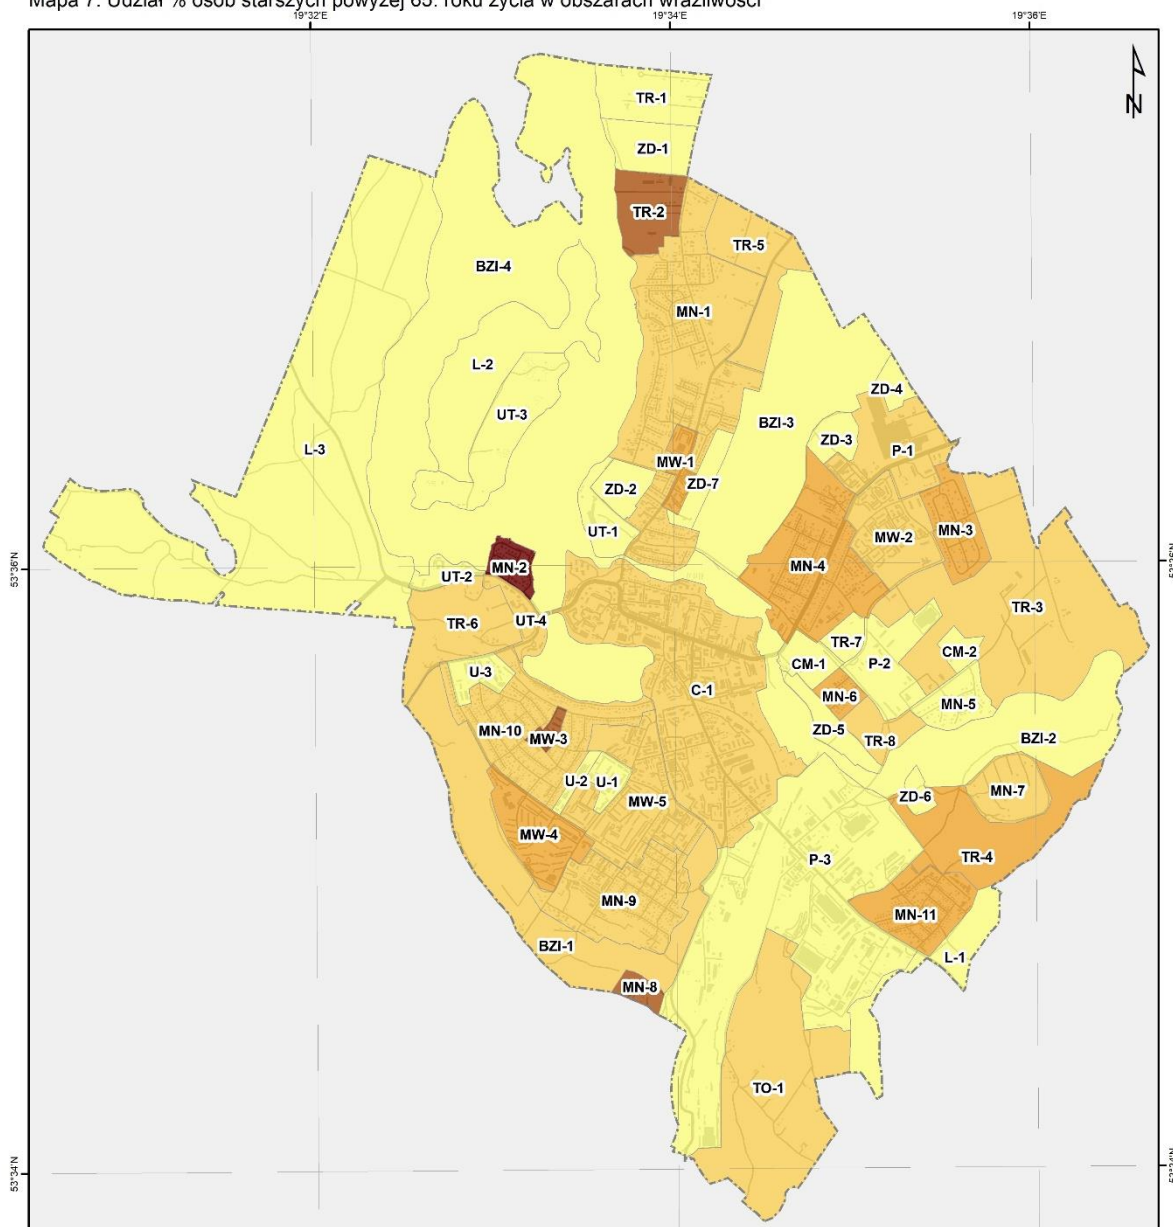 Mapa 7. Udział % osób starszych powyżej 65. roku życia w obszarach wrażliwości
19°32'E 19°34'E 19°36'E
N
TR-1
ZD-1
TR-2
TR-5
BZI-4
MN-1
L-2
ZD-4
UT-3
BZI-3
ZD-3
L-3
P-1
MW-1
ZD-7
ZD-2
UT-1
MN-3
MW-2
53°36'N
53°36'N
MN-2
MN-4
UT-2
TR-3
TR-6
UT-4
TR-7
CM-2
CM-1
P-2
U-3
C-1
MN-6
MN-5
MN-10
ZD-5
MW-3
TR-8
BZI-2
U-2
U-1
MW-5
ZD-6
MN-7
MW-4
P-3
TR-4
MN-9
MN-11
BZI-1
L-1
MN-8
TO-1
53°34'N
53°34'N